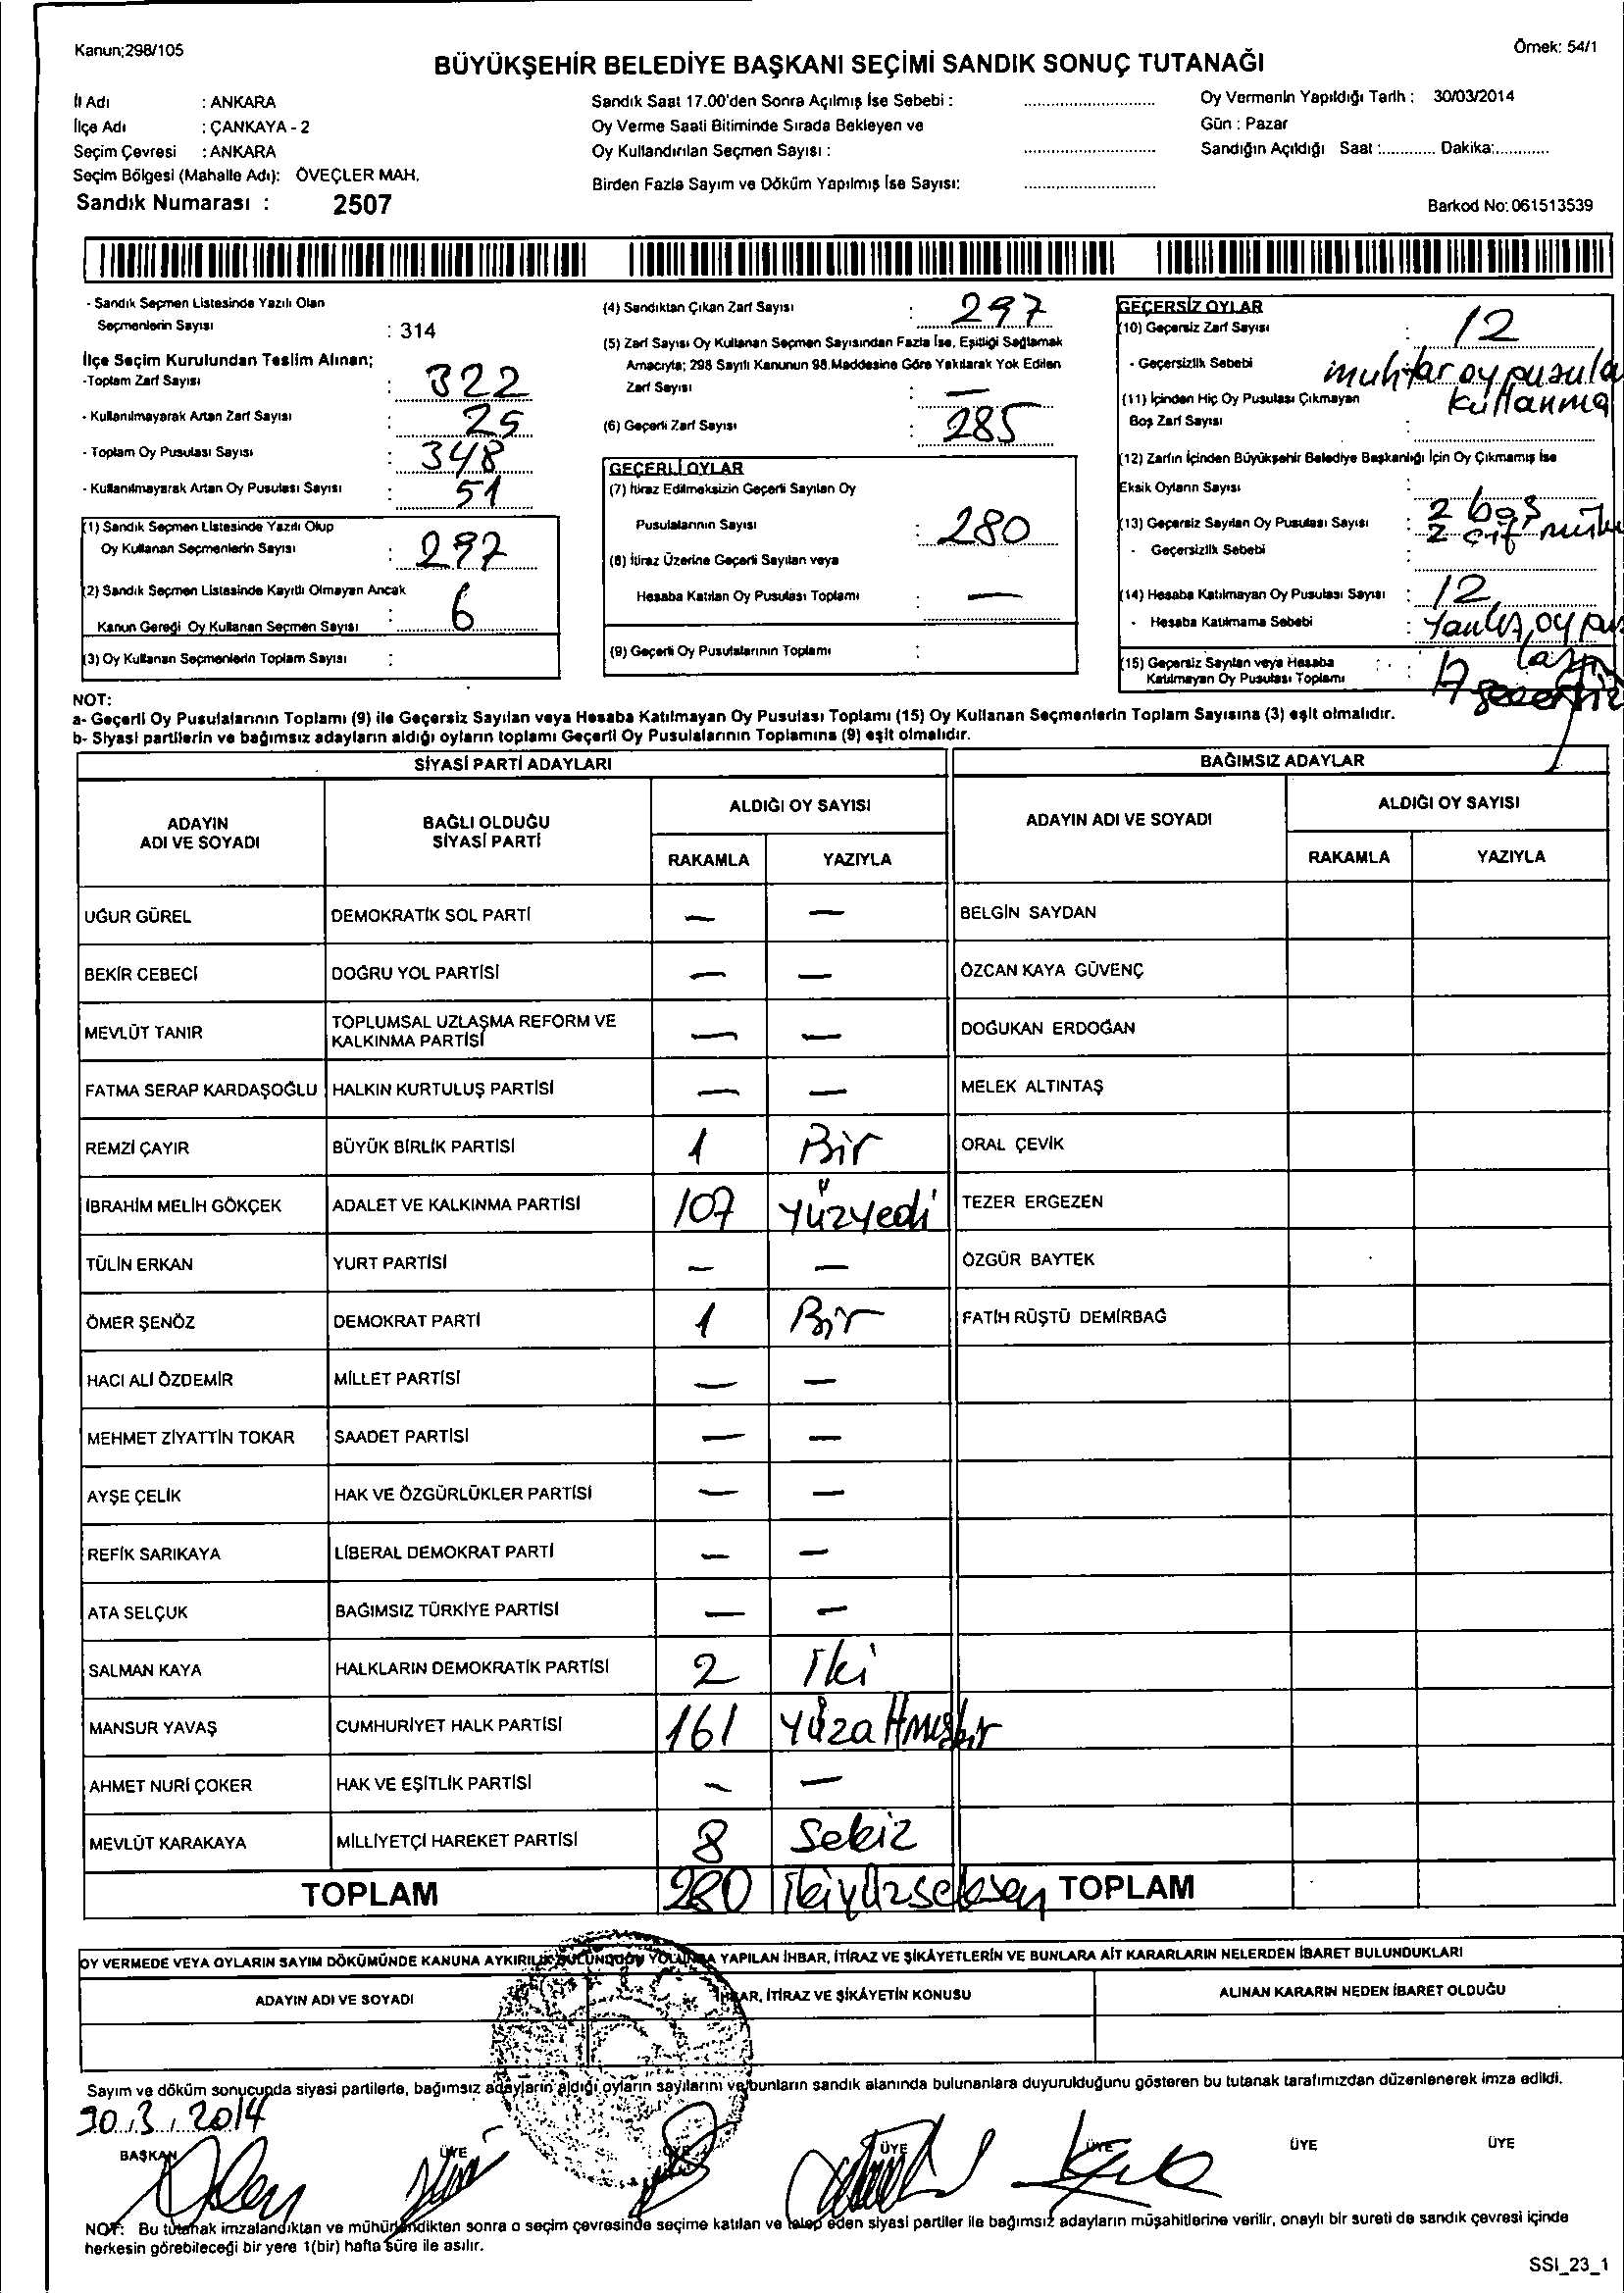 Kanun;298/105
Örnek: 54/1
BÜYÜKŞEHİR BELEDİYE BAŞKANI SEÇİMİ SANDIK SONUÇ TUTANAĞI
İl Adı : ANKARA
İlçe Adı : ÇANKAYA - 2
Seçim Çevresi : ANKARA
Seçim Bölgesi (Mahalle Adı): ÖVEÇLER MAH.
Sandık Numarası : 2507
Sandık Saat 17.00'den Sonra Açılmış İse Sebebi :
Oy Verme Saati Bitiminde Sırada Bekleyen ve
Oy Kullandırılan Seçmen Sayısı :
Birden Fazla Sayım ve Döküm Yapılmış İse Sayısı:
Oy Vermenin Yapıldığı Tarih : 30/03/2014
Gün : Pazar
Sandığın Açıldığı Saat :............ Dakika:............
Barkod No: 061513539
- Sandık Seçmen Listesinde Yazılı Olan
Seçmenlerin Sayısı : 314
İlçe Seçim Kurulundan Teslim Alınan;
-Toplam Zarf Sayısı : 322
- Kullanılmayarak Artan Zarf Sayısı : 25
- Toplam Oy Pusulası Sayısı : 348
- Kullanılmayarak Artan Oy Pusulası Sayısı : 51
(1) Sandık Seçmen Listesinde Yazılı Olup
Oy Kullanan Seçmenlerin Sayısı : 297
(2) Sandık Seçmen Listesinde Kayıtlı Olmayan Ancak
Kanun Gereği Oy Kullanan Seçmen Sayısı : 6
(3) Oy Kullanan Seçmenlerin Toplam Sayısı :
(4) Sandıktan Çıkan Zarf Sayısı : 297
(5) Zarf Sayısı Oy Kullanan Seçmen Sayısından Fazla İse, Eşitliği Sağlamak
Amacıyla; 298 Sayılı Kanunun 98.Maddesine Göre Yakılarak Yok Edilen
Zarf Sayısı : —
(6) Geçerli Zarf Sayısı : 285
GEÇERLİ OYLAR
(7) İtiraz Edilmeksizin Geçerli Sayılan Oy
Pusulalarının Sayısı : 280
(8) İtiraz Üzerine Geçerli Sayılan veya
Hesaba Katılan Oy Pusulası Toplamı : —
(9) Geçerli Oy Pusulalarının Toplamı :
GEÇERSİZ OYLAR
(10) Geçersiz Zarf Sayısı : 12
- Geçersizlik Sebebi muhtar oy pusula
kullanma
(11) İçinden Hiç Oy Pusulası Çıkmayan
Boş Zarf Sayısı :
(12) Zarfın İçinden Büyükşehir Belediye Başkanlığı İçin Oy Çıkmamış İse
Eksik Oyların Sayısı : 2 boş
(13) Geçersiz Sayılan Oy Pusulası Sayısı : 2 çif
- Geçersizlik Sebebi :
(14) Hesaba Katılmayan Oy Pusulası Sayısı : 12
- Hesaba Katılmama Sebebi : Yanlış, oy pus
(15) Geçersiz Sayılan veya Hesaba
Katılmayan Oy Pusulası Toplamı : 17 geçersiz
NOT:
a- Geçerli Oy Pusulalarının Toplamı (9) ile Geçersiz Sayılan veya Hesaba Katılmayan Oy Pusulası Toplamı (15) Oy Kullanan Seçmenlerin Toplam Sayısına (3) eşit olmalıdır.
b- Siyasi partilerin ve bağımsız adayların aldığı oyların toplamı Geçerli Oy Pusulalarının Toplamına (9) eşit olmalıdır.
SİYASİ PARTİ ADAYLARI
BAĞIMSIZ ADAYLAR
ADAYIN
ADI VE SOYADI
BAĞLI OLDUĞU
SİYASİ PARTİ
ALDIĞI OY SAYISI
RAKAMLA YAZIYLA
ADAYIN ADI VE SOYADI
ALDIĞI OY SAYISI
RAKAMLA YAZIYLA
UĞUR GÜREL DEMOKRATİK SOL PARTİ — — BELGİN SAYDAN
BEKİR CEBECİ DOĞRU YOL PARTİSİ — — ÖZCAN KAYA GÜVENÇ
MEVLÜT TANIR TOPLUMSAL UZLAŞMA REFORM VE
KALKINMA PARTİSİ — — DOĞUKAN ERDOĞAN
FATMA SERAP KARDAŞOĞLU HALKIN KURTULUŞ PARTİSİ — — MELEK ALTINTAŞ
REMZİ ÇAYIR BÜYÜK BİRLİK PARTİSİ 1 Bir ORAL ÇEVİK
İBRAHİM MELİH GÖKÇEK ADALET VE KALKINMA PARTİSİ 107 yüzyedi TEZER ERGEZEN
TÜLİN ERKAN YURT PARTİSİ — — ÖZGÜR BAYTEK
ÖMER ŞENÖZ DEMOKRAT PARTİ 1 Bir FATİH RÜŞTÜ DEMİRBAĞ
HACI ALİ ÖZDEMİR MİLLET PARTİSİ — —
MEHMET ZİYATTİN TOKAR SAADET PARTİSİ — —
AYŞE ÇELİK HAK VE ÖZGÜRLÜKLER PARTİSİ — —
REFİK SARIKAYA LİBERAL DEMOKRAT PARTİ — —
ATA SELÇUK BAĞIMSIZ TÜRKİYE PARTİSİ — —
SALMAN KAYA HALKLARIN DEMOKRATİK PARTİSİ 2 İki
MANSUR YAVAŞ CUMHURİYET HALK PARTİSİ 161 yüzaltmışbir
AHMET NURİ ÇOKER HAK VE EŞİTLİK PARTİSİ — —
MEVLÜT KARAKAYA MİLLİYETÇİ HAREKET PARTİSİ 8 Sekiz
TOPLAM 280 İkiyüzseksen TOPLAM
OY VERMEDE VEYA OYLARIN SAYIM DÖKÜMÜNDE KANUNA AYKIRILIK BULUNDUĞU YOLUNDA YAPILAN İHBAR, İTİRAZ VE ŞİKÂYETLERİN VE BUNLARA AİT KARARLARIN NELERDEN İBARET BULUNDUKLARI
ADAYIN ADI VE SOYADI İHBAR, İTİRAZ VE ŞİKÂYETİN KONUSU ALINAN KARARIN NEDEN İBARET OLDUĞU
Sayım ve döküm sonucunda siyasi partilerle, bağımsız adayların aldığı oyların sayılarını ve bunların sandık alanında bulunanlara duyurulduğunu gösteren bu tutanak tarafımızdan düzenlenerek imza edildi.
30.3.2014
BAŞKAN ÜYE ÜYE ÜYE ÜYE ÜYE ÜYE
NOT: Bu tutanak imzalandıktan ve mühürlendikten sonra o seçim çevresinde seçime katılan ve talep eden siyasi partiler ile bağımsız adayların müşahitlerine verilir, onaylı bir sureti de sandık çevresi içinde
herkesin görebileceği bir yere 1(bir) hafta süre ile asılır.
SSI_23_1